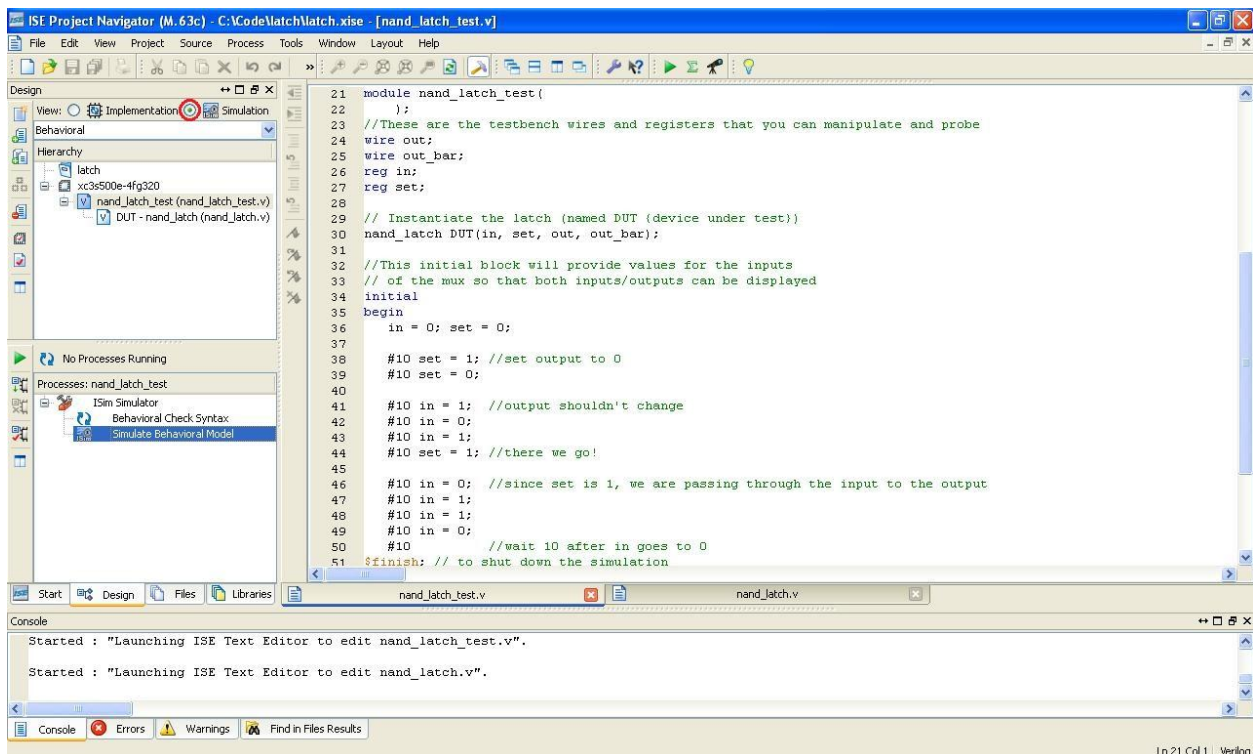 ISE Project Navigator (M.63c) - C:\Code\latch\latch.xise - [nand_latch_test.v]
File Edit View Project Source Process Tools Window Layout Help
Design
View: Implementation Simulation
Behavioral
Hierarchy
latch
xc3s500e-4fg320
nand_latch_test (nand_latch_test.v)
DUT - nand_latch (nand_latch.v)
No Processes Running
Processes: nand_latch_test
ISim Simulator
Behavioral Check Syntax
Simulate Behavioral Model
Start Design Files Libraries
21 module nand_latch_test(
22 );
23 //These are the testbench wires and registers that you can manipulate and probe
24 wire out;
25 wire out_bar;
26 reg in;
27 reg set;
28
29 // Instantiate the latch (named DUT {device under test})
30 nand_latch DUT(in, set, out, out_bar);
31
32 //This initial block will provide values for the inputs
33 // of the mux so that both inputs/outputs can be displayed
34 initial
35 begin
36 in = 0; set = 0;
37
38 #10 set = 1; //set output to 0
39 #10 set = 0;
40
41 #10 in = 1; //output shouldn't change
42 #10 in = 0;
43 #10 in = 1;
44 #10 set = 1; //there we go!
45
46 #10 in = 0; //since set is 1, we are passing through the input to the output
47 #10 in = 1;
48 #10 in = 1;
49 #10 in = 0;
50 #10 //wait 10 after in goes to 0
51 $finish; // to shut down the simulation
nand_latch_test.v nand_latch.v
Console
Started : "Launching ISE Text Editor to edit nand_latch_test.v".
Started : "Launching ISE Text Editor to edit nand_latch.v".
Console Errors Warnings Find in Files Results
Ln 21 Col 1 Verilog